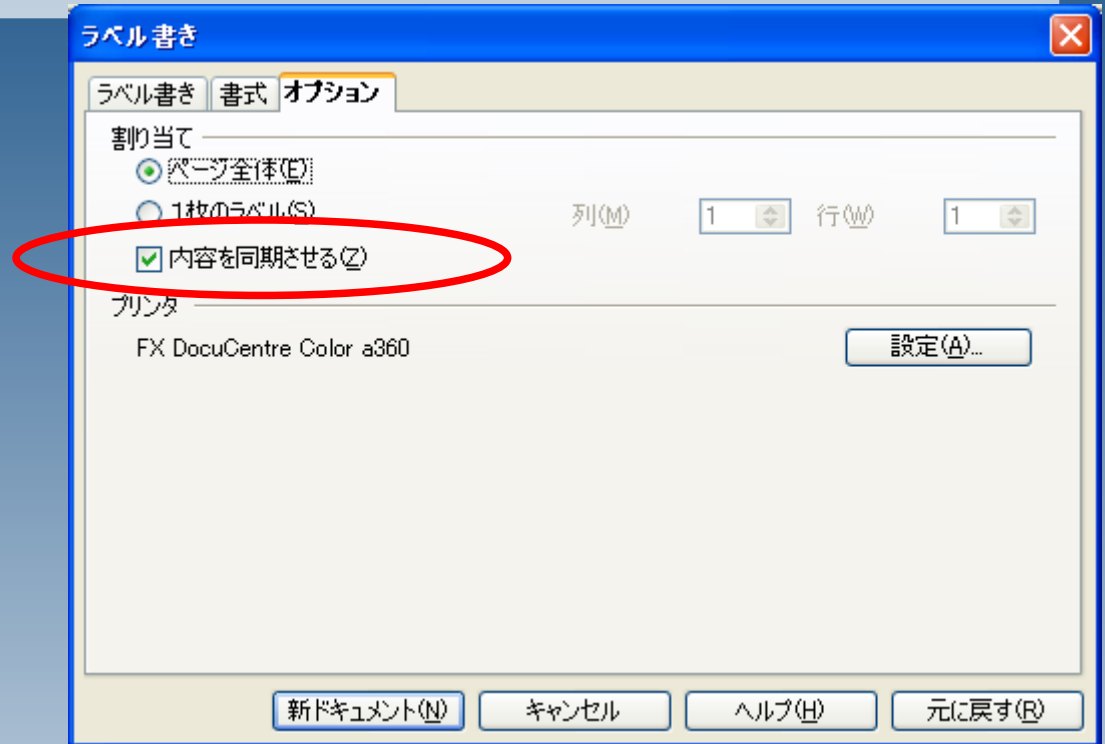 ラベル書き
ラベル書き 書式 オプション
割り当て
ページ全体(E)
1枚のラベル(S) 列(M) 1 行(W) 1
内容を同期させる(Z)
プリンタ
FX DocuCentre Color a360 設定(A)...
新ドキュメント(N) キャンセル ヘルプ(H) 元に戻す(R)